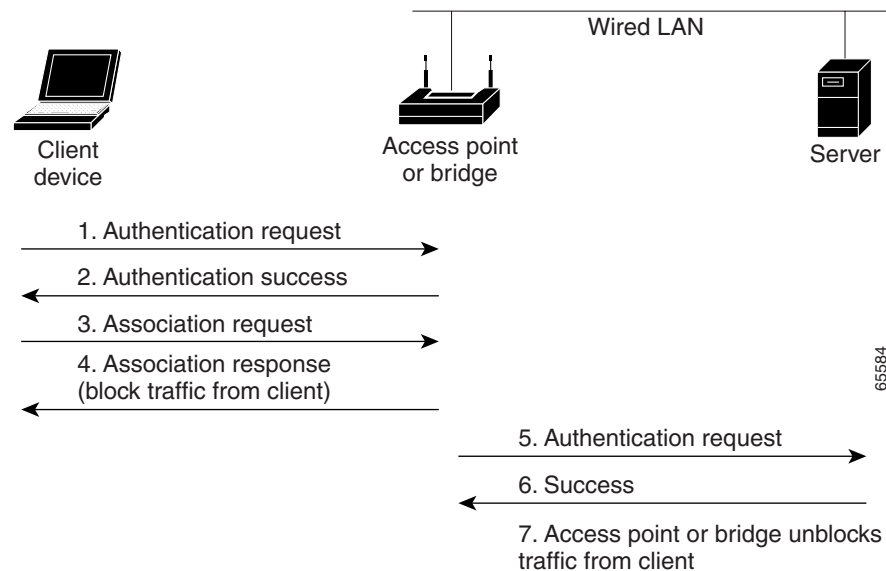 Wired LAN
Client
device
Access point
or bridge
Server
1. Authentication request
2. Authentication success
3. Association request
4. Association response
(block traffic from client)
65584
5. Authentication request
6. Success
7. Access point or bridge unblocks
traffic from client